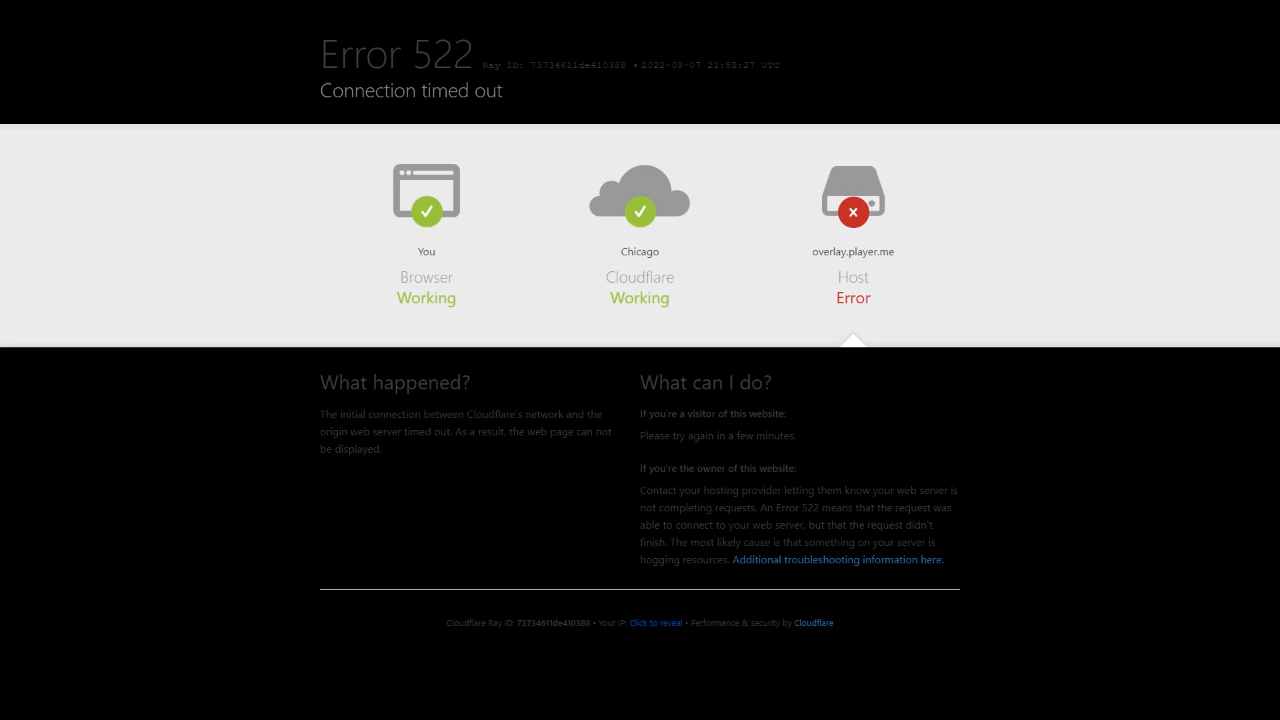 Error 522 Ray ID: 73734611de410388 • 2022-08-07 21:58:27 UTC
Connection timed out
You
Browser
Working
Chicago
Cloudflare
Working
overlay.player.me
Host
Error
What happened?
The initial connection between Cloudflare's network and the
origin web server timed out. As a result, the web page can not
be displayed.
What can I do?
If you're a visitor of this website:
Please try again in a few minutes.
If you're the owner of this website:
Contact your hosting provider letting them know your web server is
not completing requests. An Error 522 means that the request was
able to connect to your web server, but that the request didn't
finish. The most likely cause is that something on your server is
hogging resources. Additional troubleshooting information here.
Cloudflare Ray ID: 73734611de410388 • Your IP: Click to reveal • Performance & security by Cloudflare